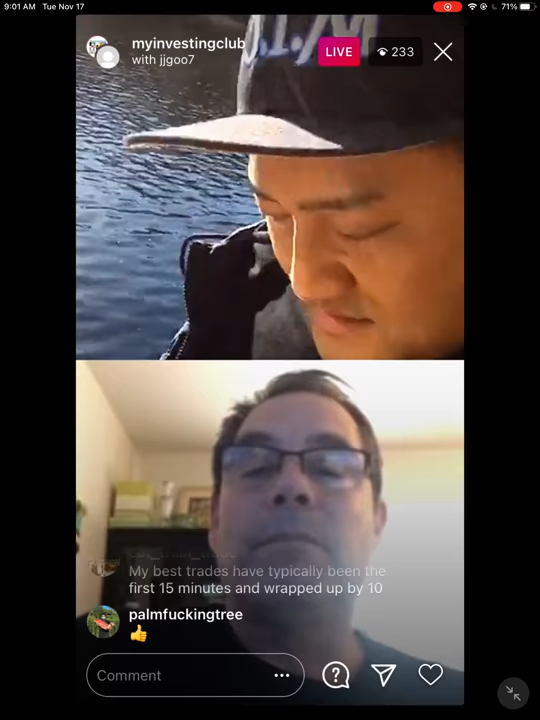 9:01 AM Tue Nov 17
71%
myinvestingclub
with jjgoo7
LIVE
233
My best trades have typically been the
first 15 minutes and wrapped up by 10
palmfuckingtree
👍
Comment